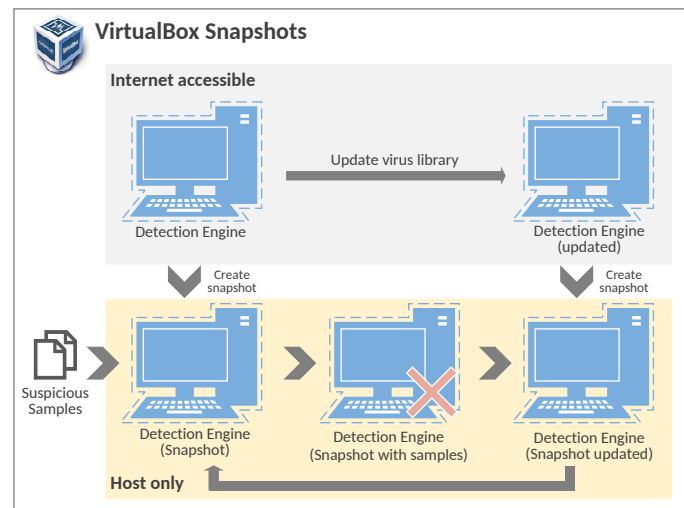 VirtualBox Snapshots
Internet accessible
Update virus library
Detection Engine
Detection Engine
(updated)
Create
snapshot
Create
snapshot
Suspicious
Samples
Detection Engine
(Snapshot)
Detection Engine
(Snapshot with samples)
Detection Engine
(Snapshot updated)
Host only